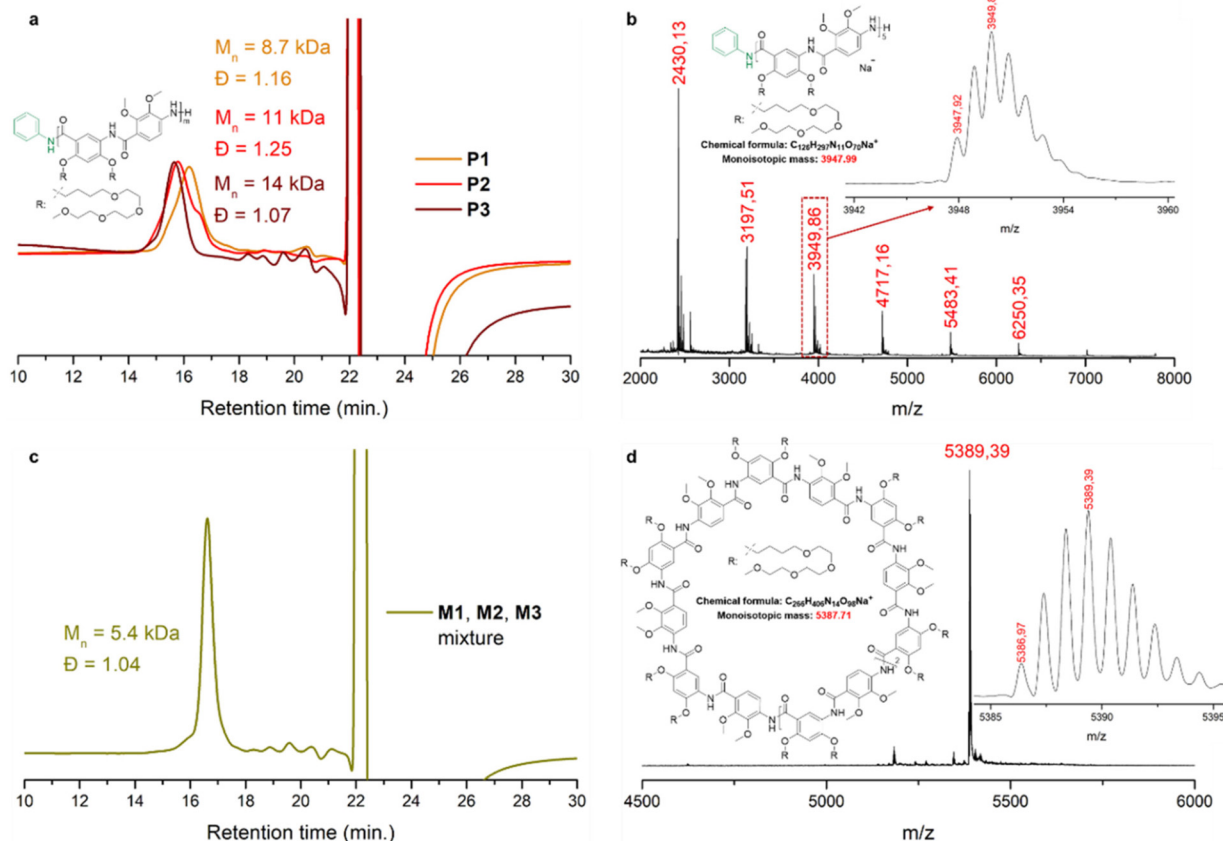 a
M_n = 8.7 kDa
Đ = 1.16
M_n = 11 kDa
Đ = 1.25
M_n = 14 kDa
Đ = 1.07
R:
P1
P2
P3
10 12 14 16 18 20 22 24 26 28 30
Retention time (min.)
b
2430,13
3197,51
3949,86
4717,16
5483,41
6250,35
Na⁻
R:
Chemical formula: C₁₂₆H₂₉₇N₁₁O₇₀Na⁺
Monoisotopic mass: 3947.99
3947,92
3942 3948 3954 3960
m/z
2000 3000 4000 5000 6000 7000 8000
m/z
c
M_n = 5.4 kDa
Đ = 1.04
M1, M2, M3
mixture
10 12 14 16 18 20 22 24 26 28 30
Retention time (min.)
d
5389,39
R:
Chemical formula: C₂₆₆H₄₀₆N₁₄O₉₈Na⁺
Monoisotopic mass: 5387.71
5386,97
5389,39
5385 5390 5395
m/z
4500 5000 5500 6000
m/z